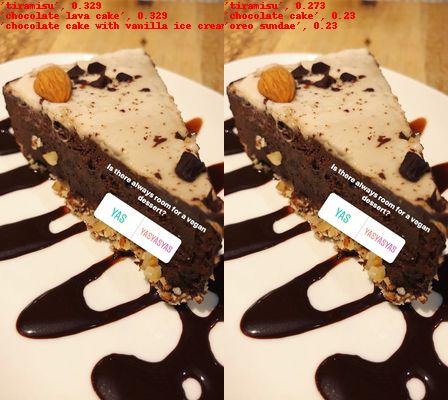 'tiramisu', 0.329
'chocolate lava cake', 0.329
'chocolate cake with vanilla ice cream
'tiramisu', 0.273
'chocolate cake', 0.23
oreo sundae', 0.23
Is there always room for a vegan
dessert?
YAS
YASYASYAS
Is there always room for a vegan
dessert?
YAS
YASYASYAS